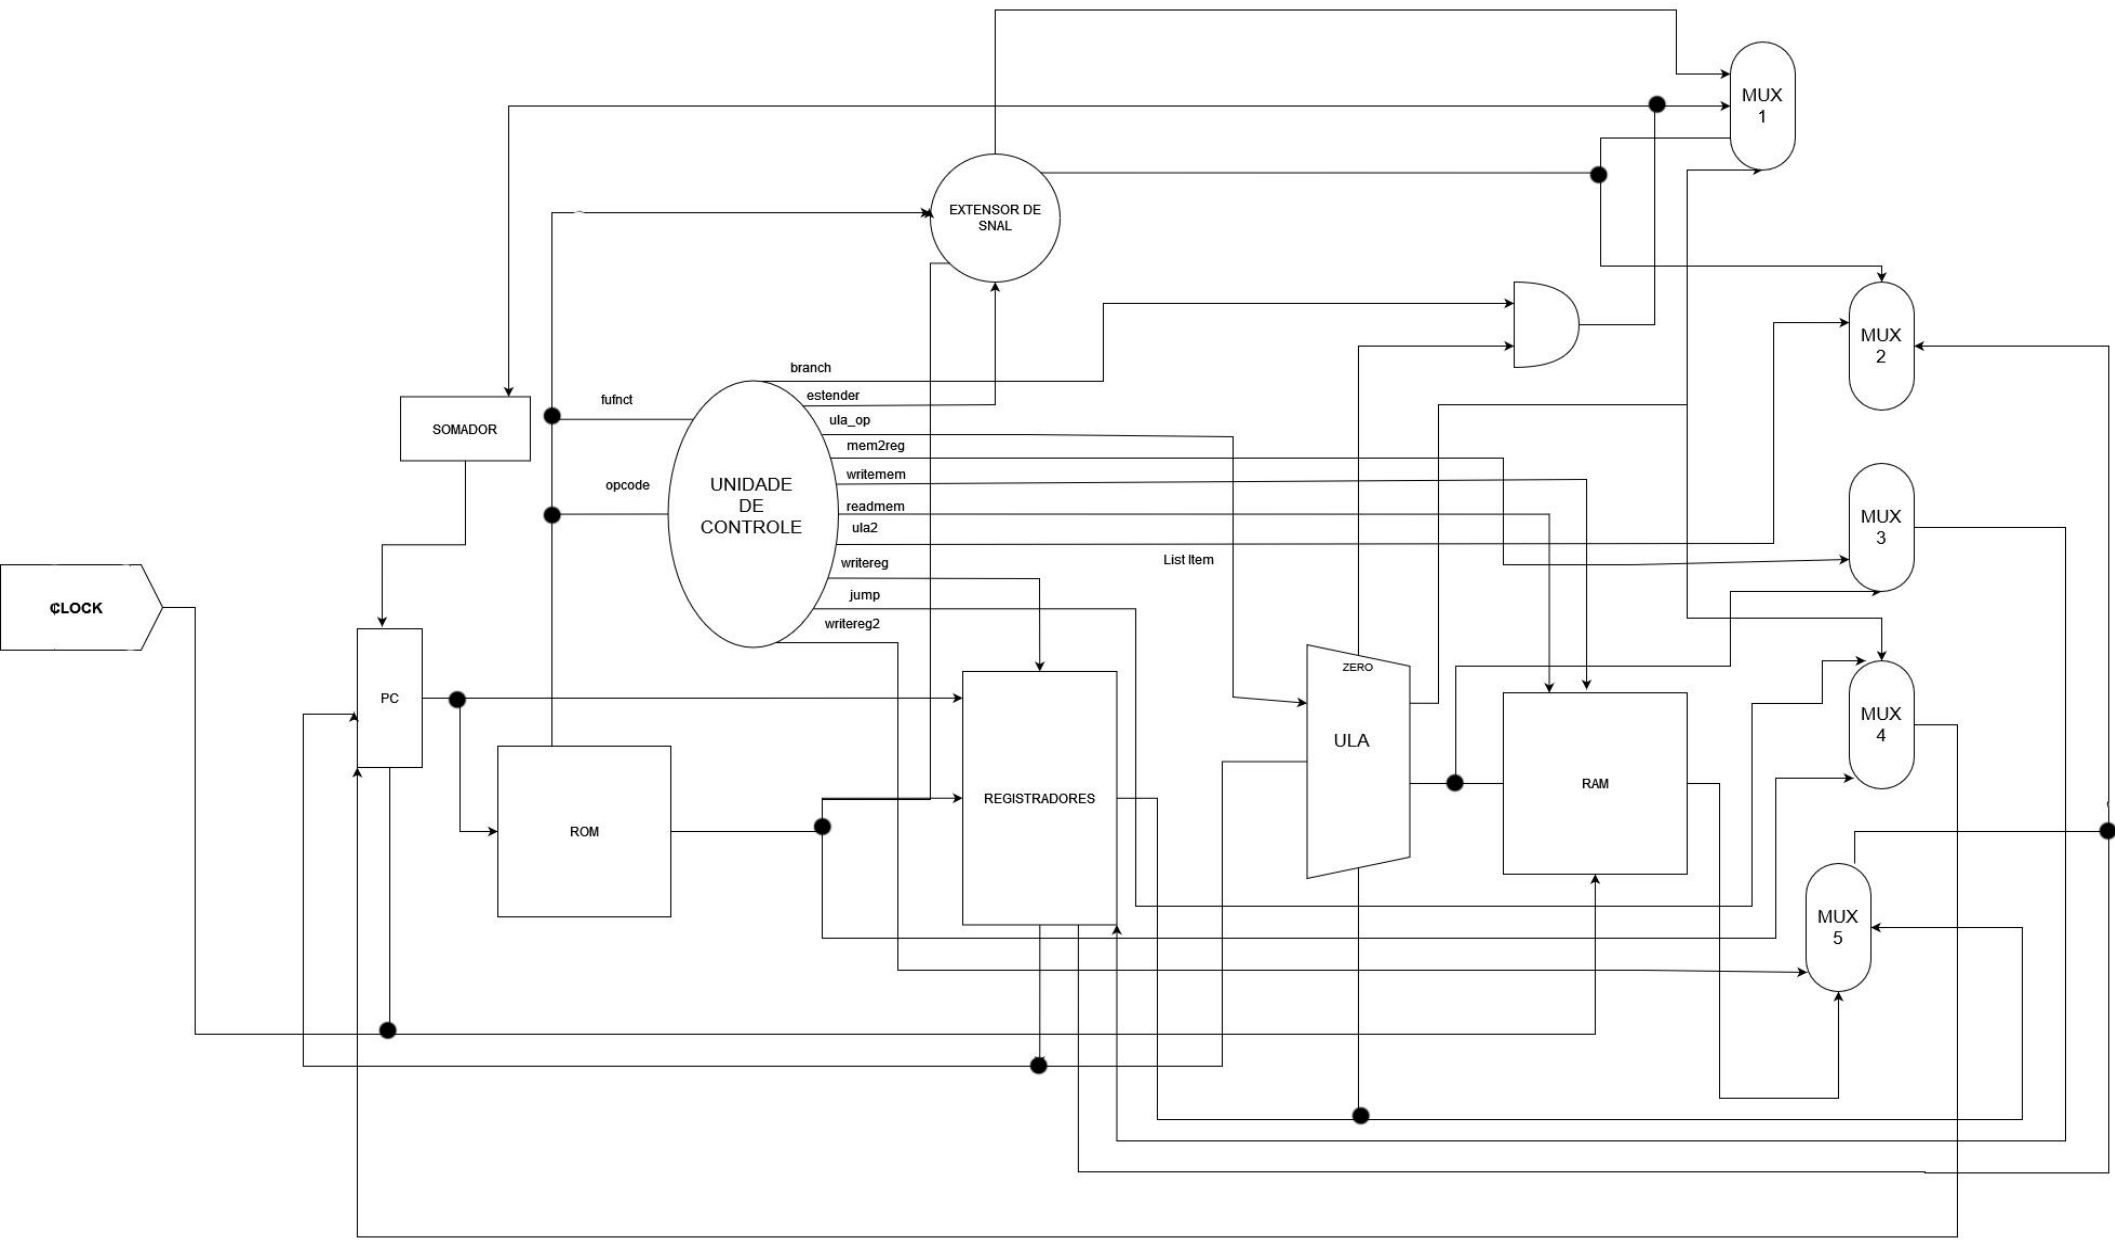 MUX
1
EXTENSOR DE
SNAL
MUX
2
branch
estender
fufnct
ula_op
SOMADOR
mem2reg
writemem
opcode
UNIDADE
DE
CONTROLE
readmem
ula2
MUX
3
List Item
writereg
jump
writereg2
₵LOCK
ZERO
PC
ULA
MUX
4
RAM
REGISTRADORES
ROM
MUX
5